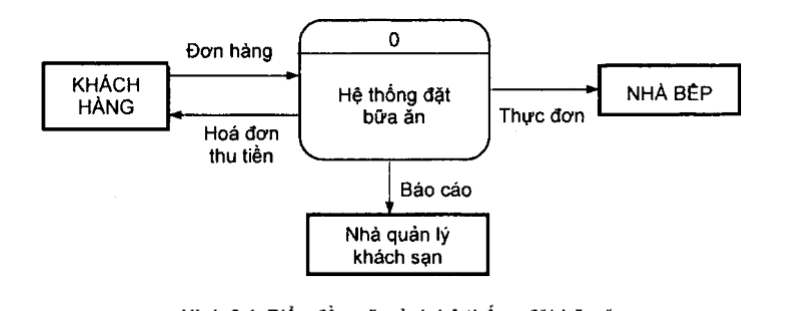 0
Đơn hàng
KHÁCH
HÀNG
Hệ thống đặt
bữa ăn
NHÀ BẾP
Thực đơn
Hoá đơn
thu tiền
Báo cáo
Nhà quản lý
khách sạn